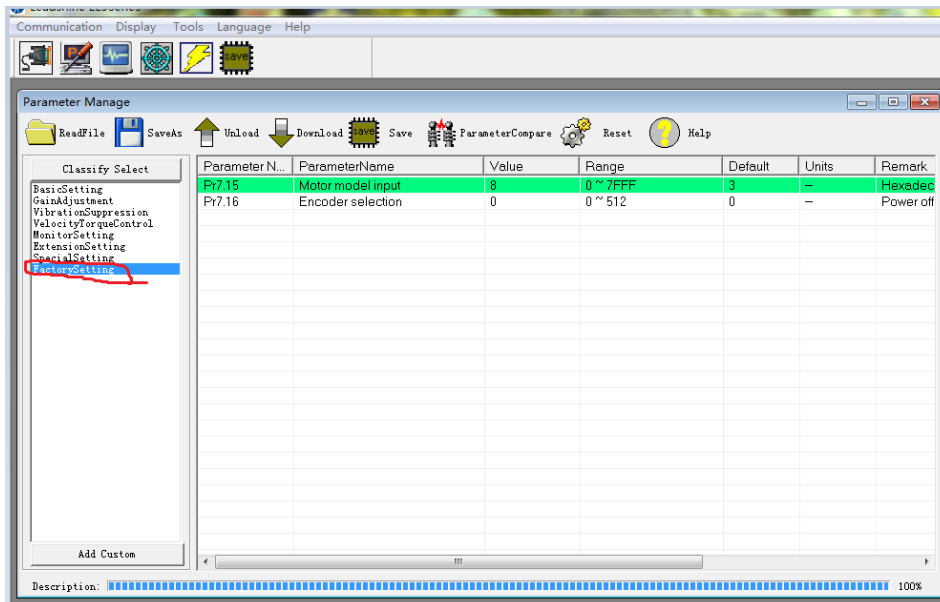 Communication Display Tools Language Help
save
Parameter Manage
ReadFile SaveAs Unload Download save Save ParameterCompare Reset ? Help
Classify Select
Parameter N... ParameterName Value Range Default Units Remark
Pr7.15 Motor model input 8 0 ~ 7FFF 3 – Hexadec
Pr7.16 Encoder selection 0 0 ~ 512 0 – Power off
BasicSetting
GainAdjustment
VibrationSuppression
VelocityTorqueControl
MonitorSetting
ExtensionSetting
SpecialSetting
FactorySetting
Add Custom
Description: 100%